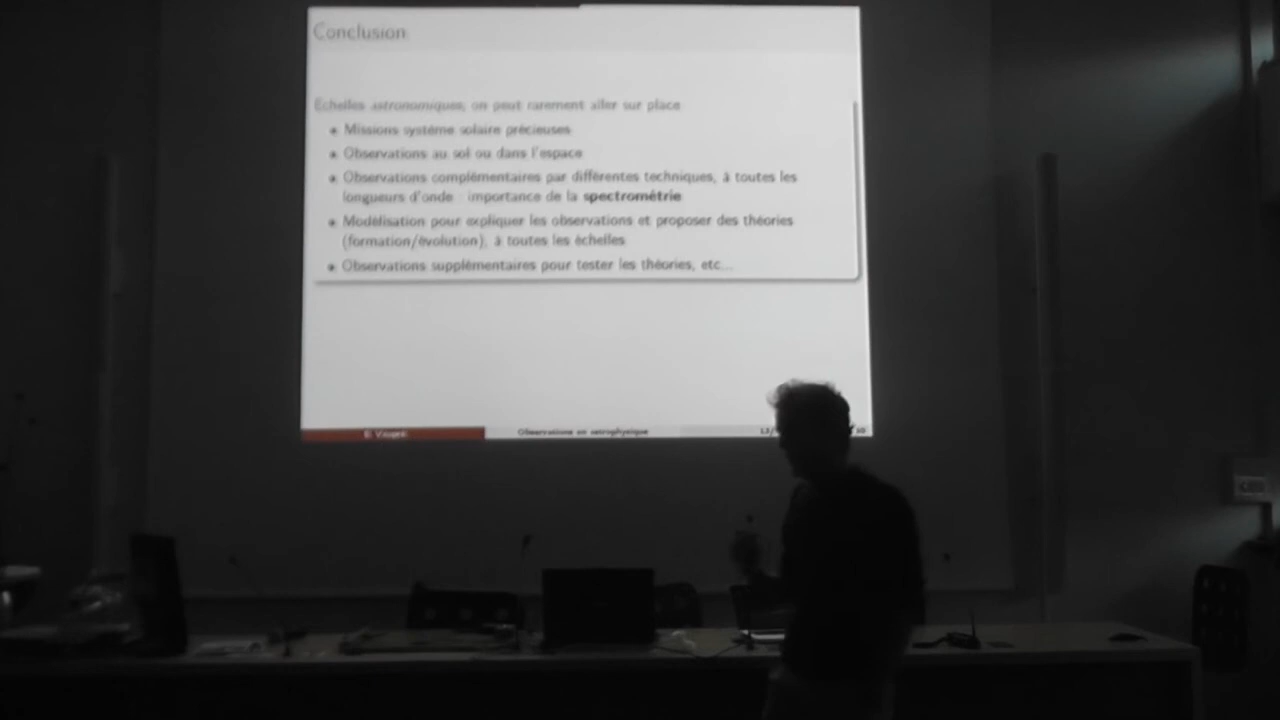 Conclusion
Echelles astronomiques, on peut rarement aller sur place
Missions système solaire précieuses
Observations au sol ou dans l'espace
Observations complémentaires par différentes techniques, à toutes les
longueurs d'onde importance de la spectrométrie
Modélisation pour expliquer les observations et proposer des théories
(formation/évolution), à toutes les échelles
Observations supplémentaires pour tester les théories, etc...
Observations en astrophysique